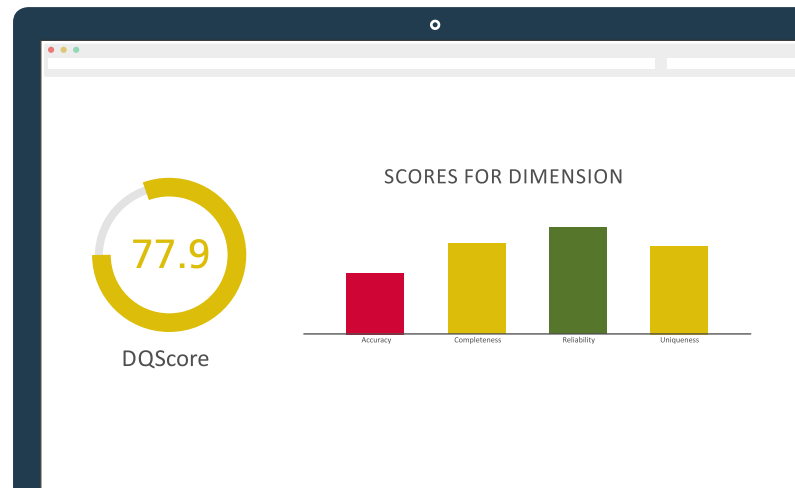 SCORES FOR DIMENSION
77.9
DQScore
Accuracy
Completeness
Reliability
Uniqueness